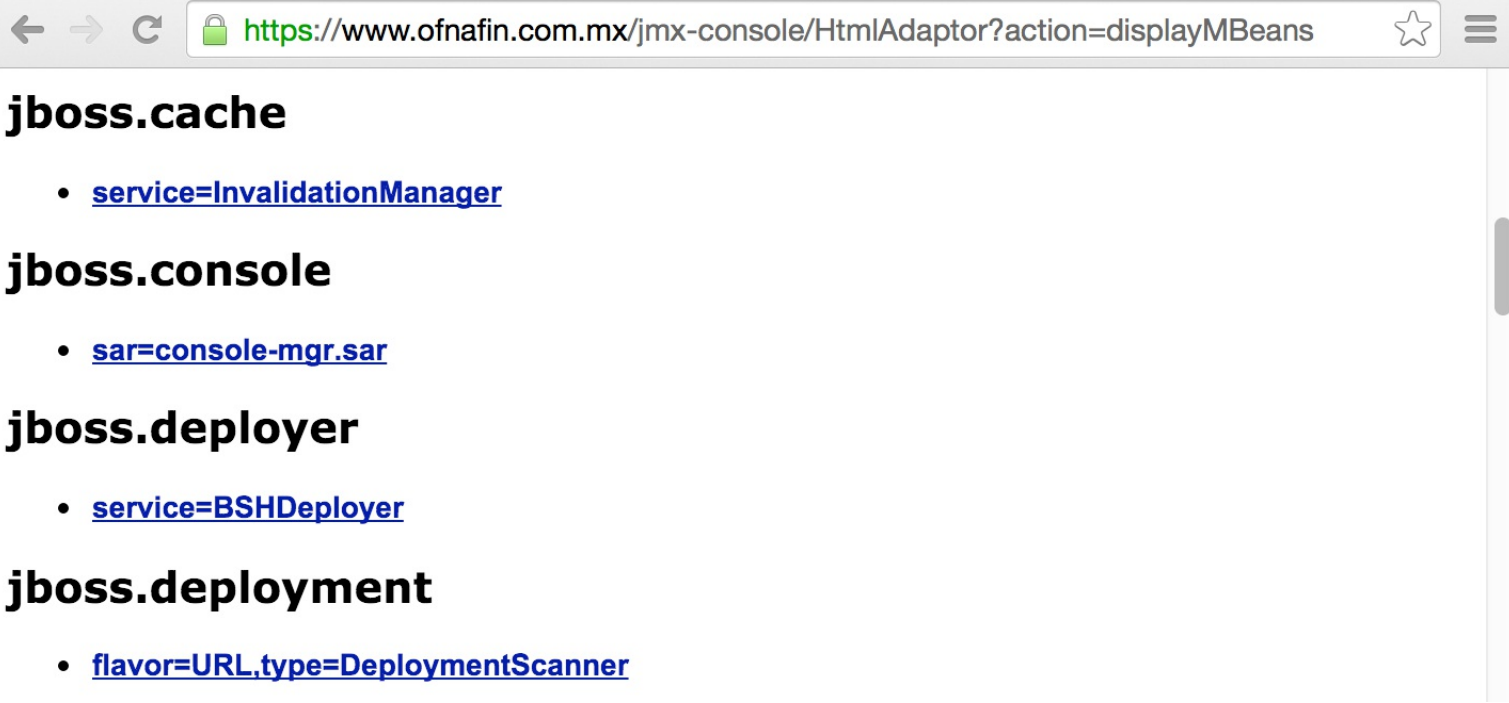 https://www.ofnafin.com.mx/jmx-console/HtmlAdaptor?action=displayMBeans
jboss.cache
• service=InvalidationManager
jboss.console
• sar=console-mgr.sar
jboss.deployer
• service=BSHDeployer
jboss.deployment
• flavor=URL,type=DeploymentScanner